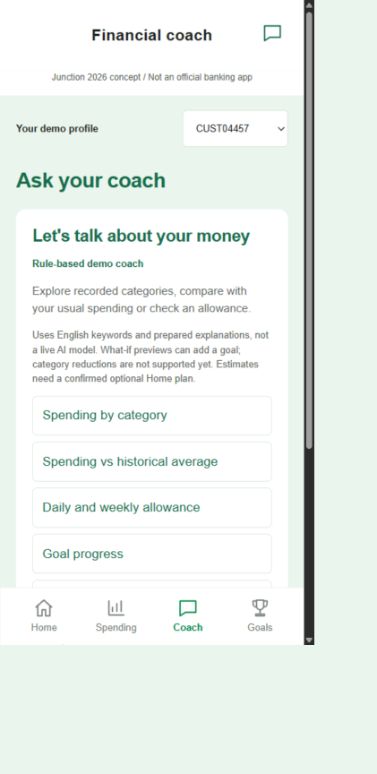 Financial coach
Junction 2026 concept / Not an official banking app
Your demo profile
CUST04457
Ask your coach
Let's talk about your money
Rule-based demo coach
Explore recorded categories, compare with
your usual spending or check an allowance.
Uses English keywords and prepared explanations, not
a live AI model. What-if previews can add a goal;
category reductions are not supported yet. Estimates
need a confirmed optional Home plan.
Spending by category
Spending vs historical average
Daily and weekly allowance
Goal progress
Home
Spending
Coach
Goals